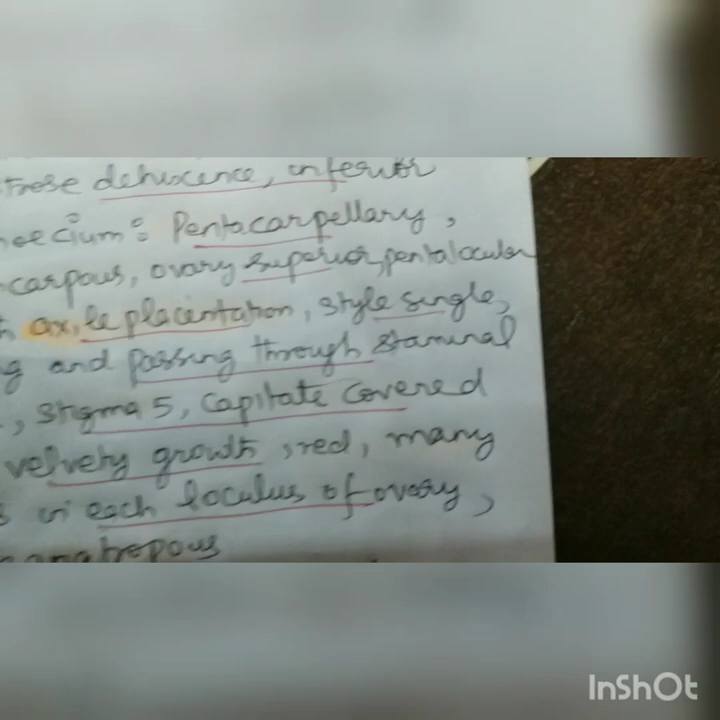 dehiscence, inferior
oecium: Pentacarpellary,
carpous, ovary superior, pentalocular
axile placentation, style single,
g and passing through staminal
, Stigma 5, Capitate Covered
velvety growth, red, many
s in each loculus of ovary,
anatropous
InShOt